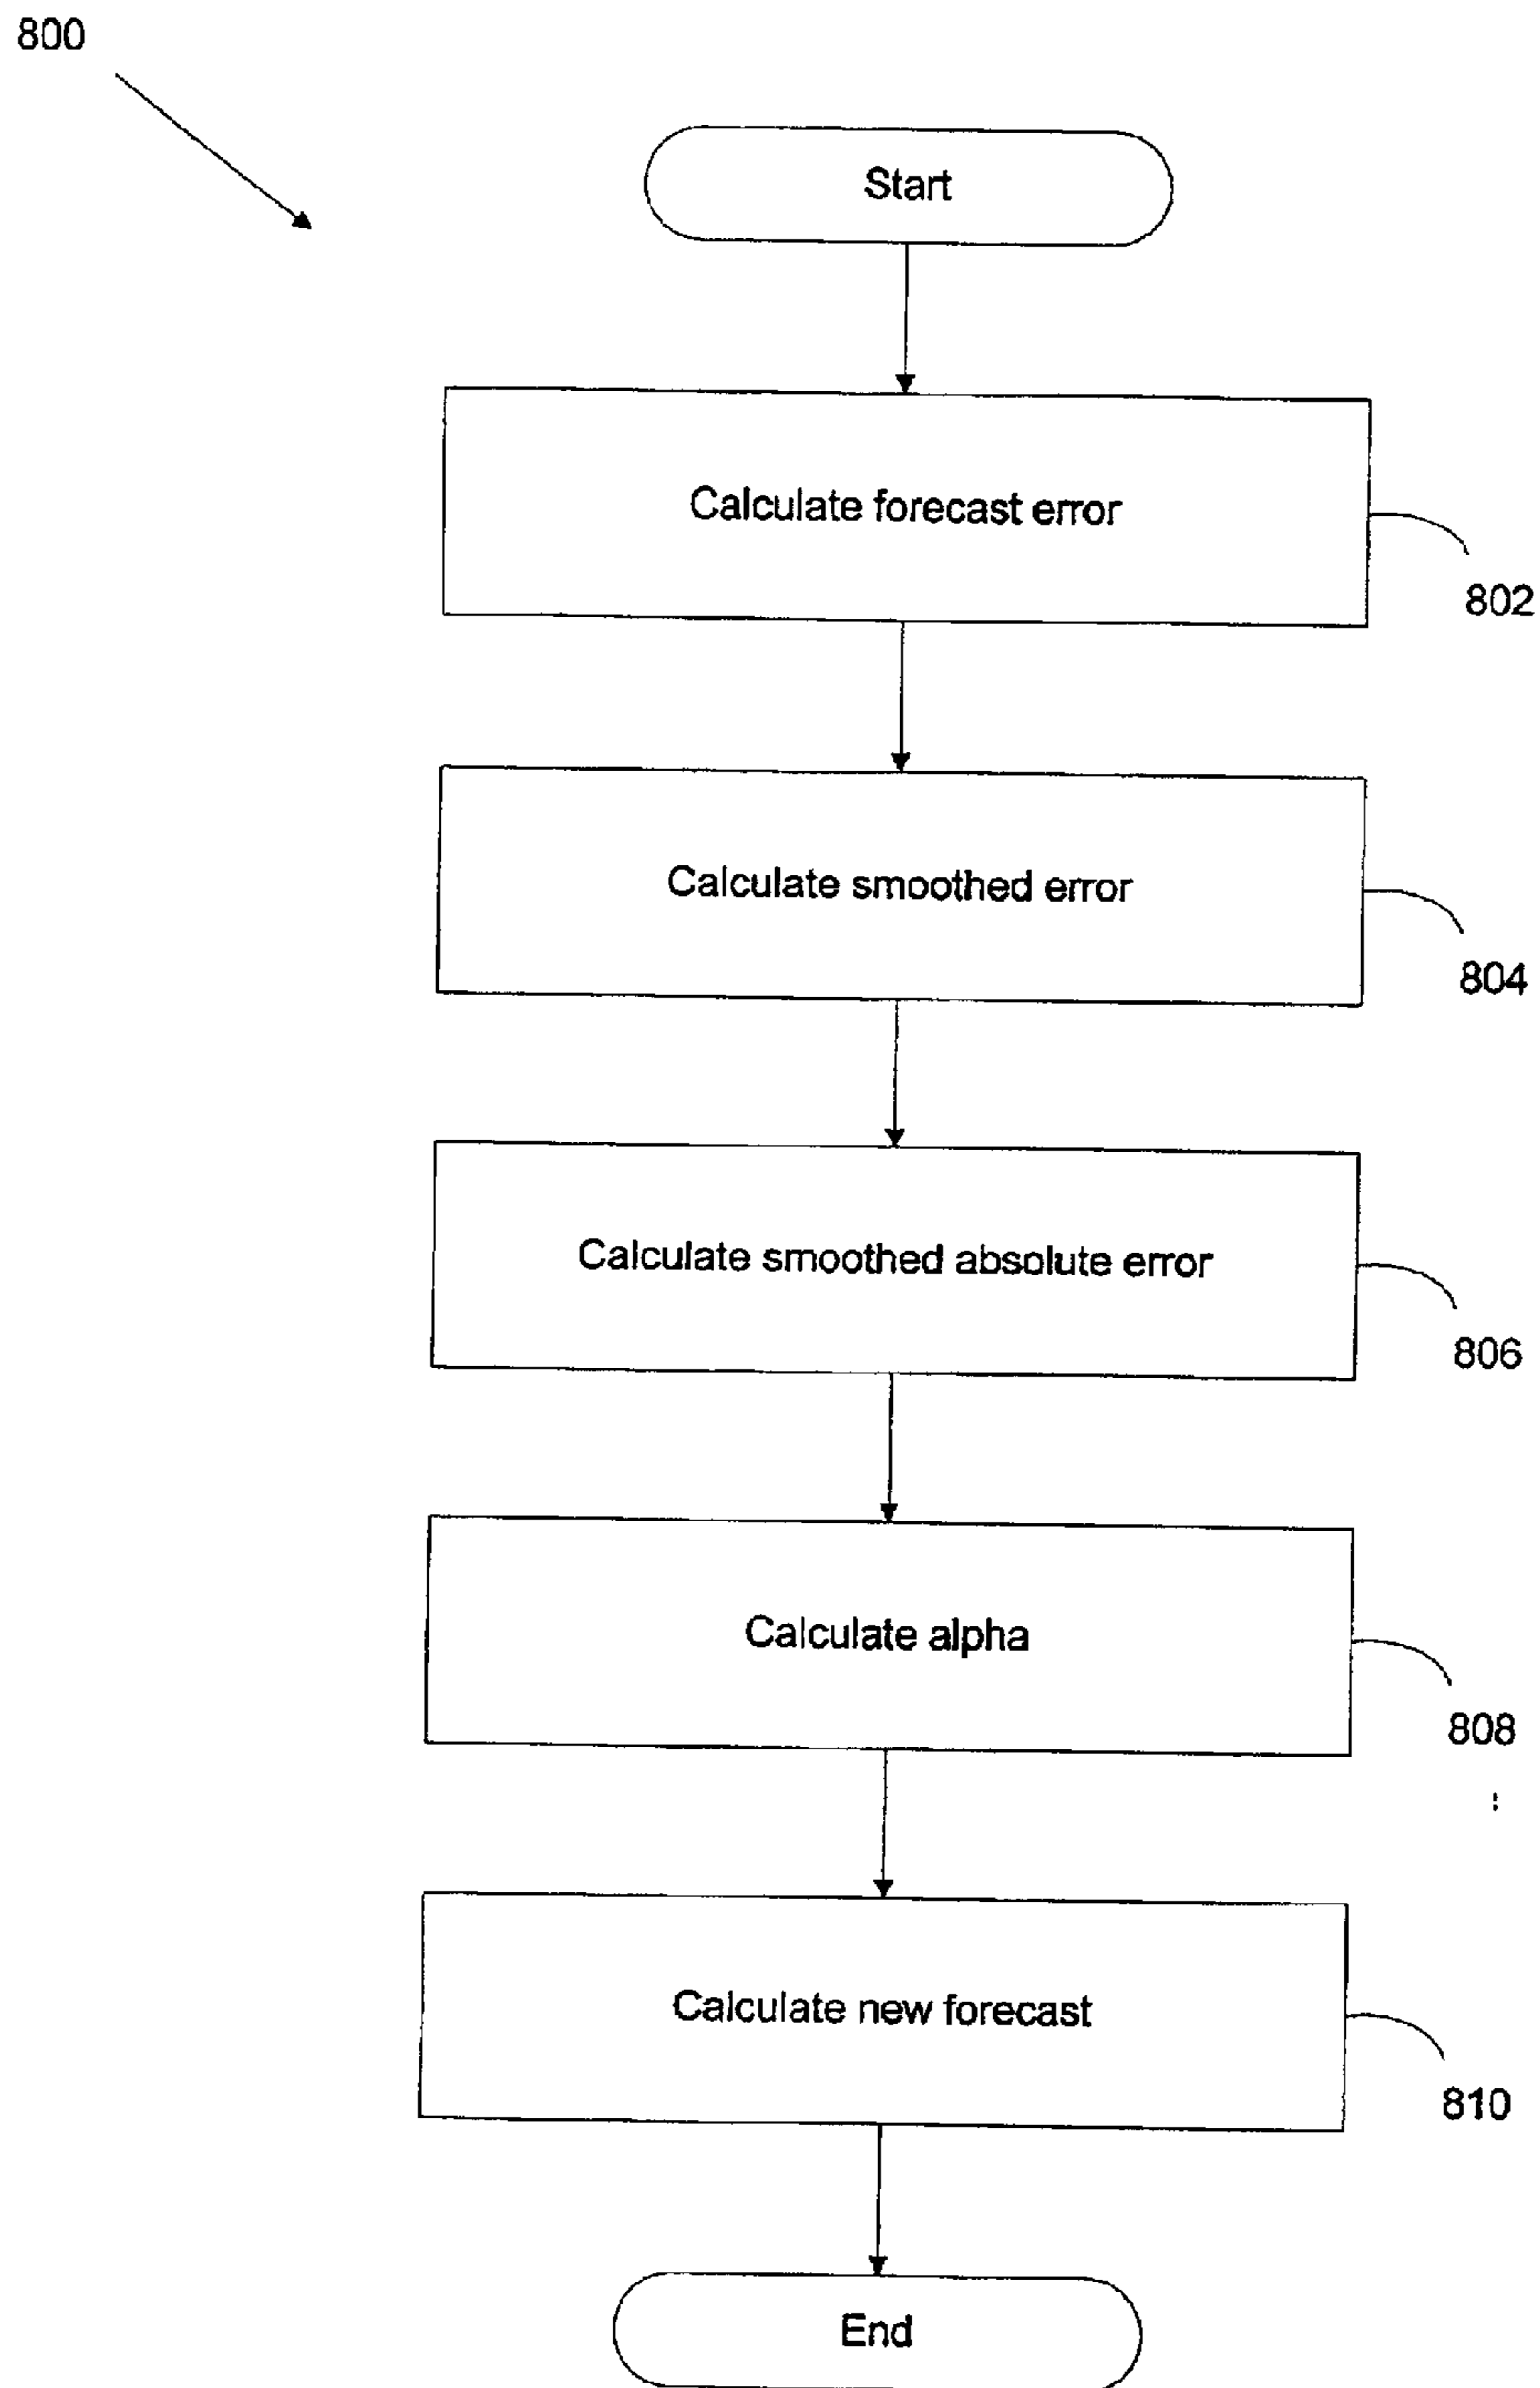 800
Start
Calculate forecast error
802
Calculate smoothed error
804
Calculate smoothed absolute error
806
Calculate alpha
808
Calculate new forecast
810
End